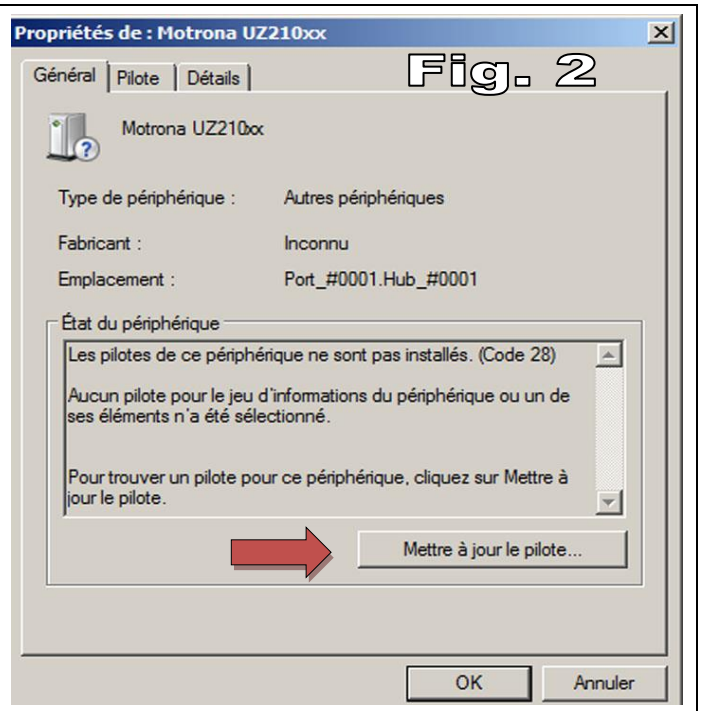 Propriétés de : Motrona UZ210xx
Fig. 2
Général Pilote Détails
Motrona UZ210xx
Type de périphérique : Autres périphériques
Fabricant : Inconnu
Emplacement : Port_#0001.Hub_#0001
État du périphérique
Les pilotes de ce périphérique ne sont pas installés. (Code 28)
Aucun pilote pour le jeu d'informations du périphérique ou un de
ses éléments n'a été sélectionné.
Pour trouver un pilote pour ce périphérique, cliquez sur Mettre à
jour le pilote.
Mettre à jour le pilote...
OK Annuler